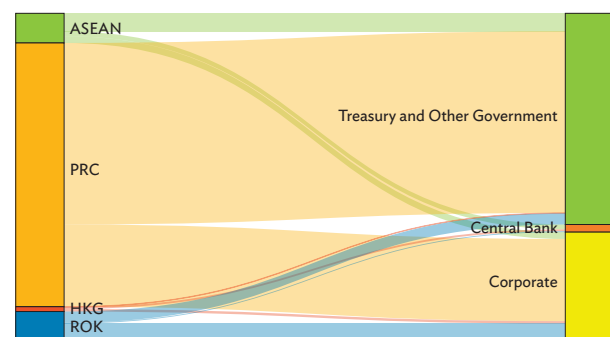 ASEAN
Treasury and Other Government
PRC
Central Bank
Corporate
HKG
ROK